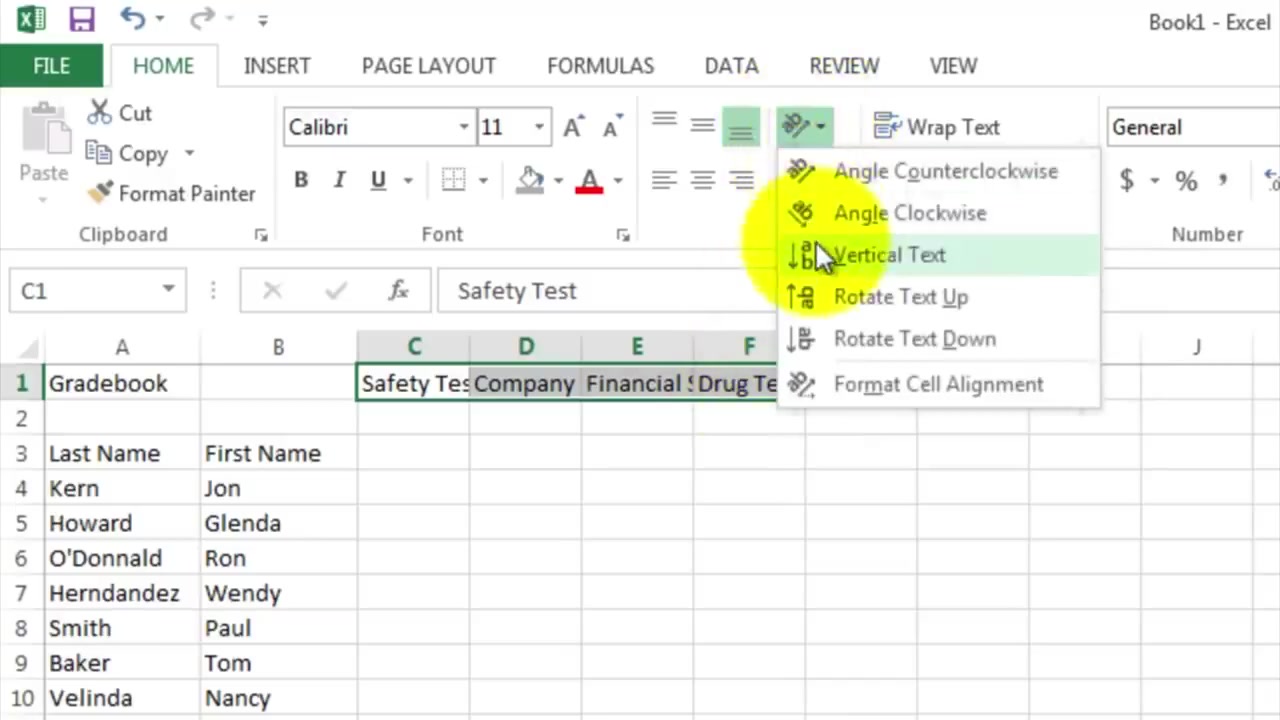 Book1 - Excel
FILE HOME INSERT PAGE LAYOUT FORMULAS DATA REVIEW VIEW
Paste
Cut
Copy
Format Painter
Clipboard
Calibri 11
B I U A
Font
Wrap Text
General
$ % ,
Number
Angle Counterclockwise
Angle Clockwise
Vertical Text
Rotate Text Up
Rotate Text Down
Format Cell Alignment
C1 fx Safety Test
A B C D E F J
1 Gradebook Safety Tes Company Financial S Drug Te
2
3 Last Name First Name
4 Kern Jon
5 Howard Glenda
6 O'Donnald Ron
7 Herndandez Wendy
8 Smith Paul
9 Baker Tom
10 Velinda Nancy